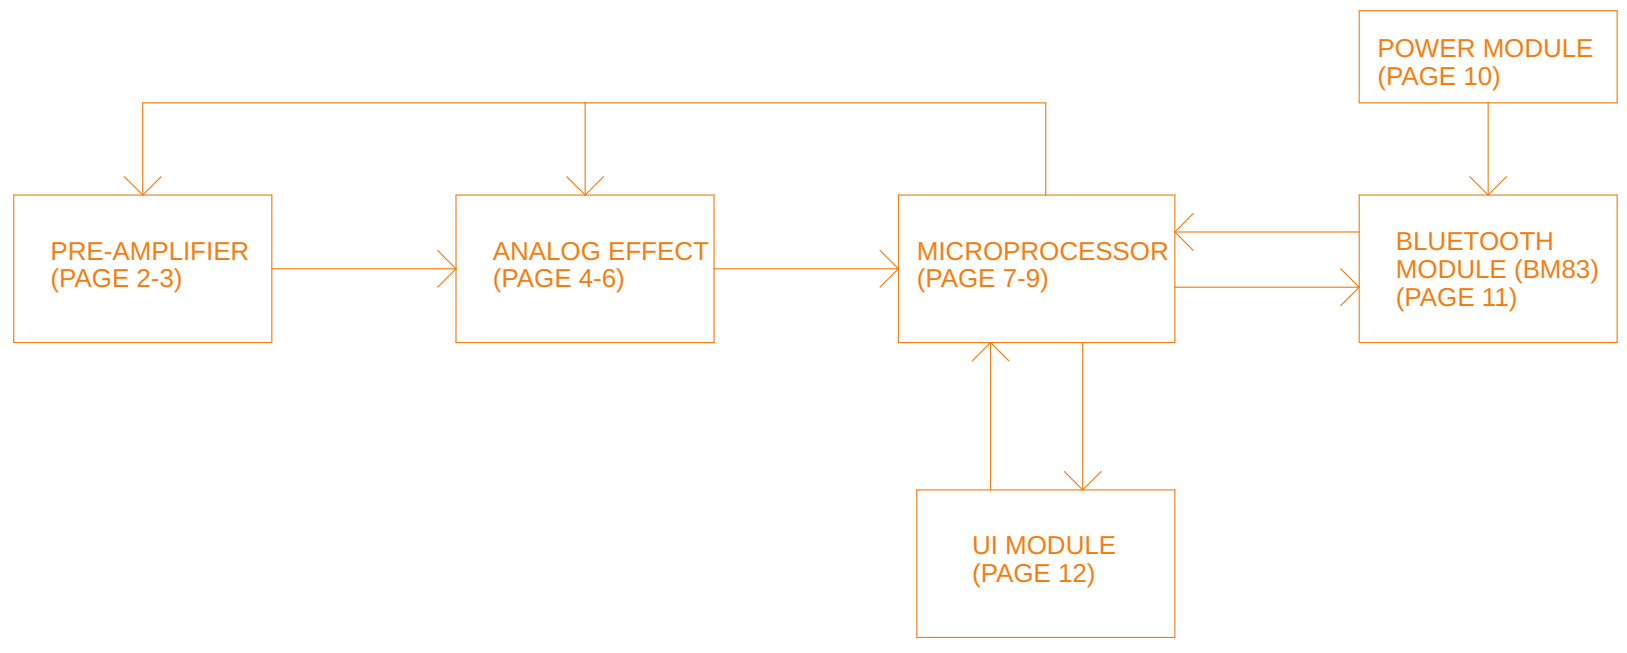 POWER MODULE
(PAGE 10)
PRE-AMPLIFIER
(PAGE 2-3)
ANALOG EFFECT
(PAGE 4-6)
MICROPROCESSOR
(PAGE 7-9)
BLUETOOTH
MODULE (BM83)
(PAGE 11)
UI MODULE
(PAGE 12)